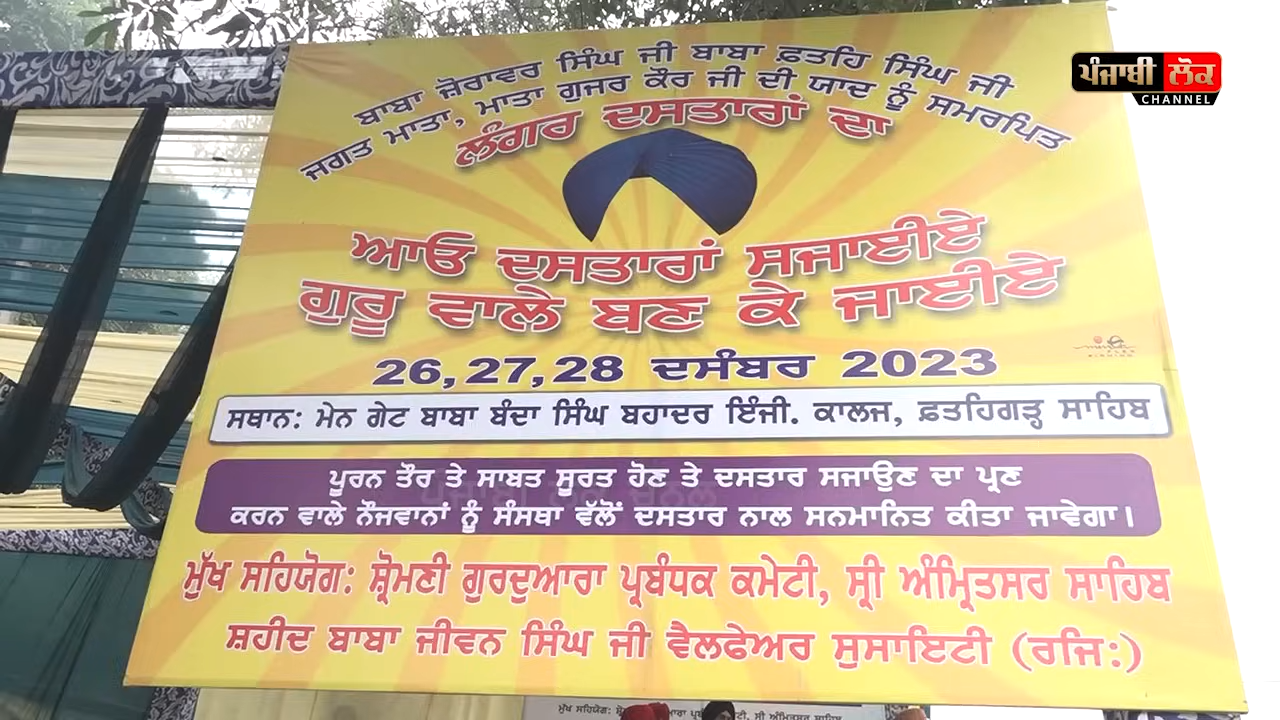 ਪੰਜਾਬੀ ਲੋਕ
CHANNEL
ਬਾਬਾ ਜ਼ੋਰਾਵਰ ਸਿੰਘ ਜੀ ਬਾਬਾ ਫ਼ਤਹਿ ਸਿੰਘ ਜੀ
ਜਗਤ ਮਾਤਾ, ਮਾਤਾ ਗੁਜਰ ਕੌਰ ਜੀ ਦੀ ਯਾਦ ਨੂੰ ਸਮਰਪਿਤ
ਲੰਗਰ ਦਸਤਾਰਾਂ ਦਾ
ਆਓ ਦਸਤਾਰਾਂ ਸਜਾਈਏ
ਗੁਰੂ ਵਾਲੇ ਬਣ ਕੇ ਜਾਈਏ
26,27,28 ਦਸੰਬਰ 2023
ਸਥਾਨ: ਮੇਨ ਗੇਟ ਬਾਬਾ ਬੰਦਾ ਸਿੰਘ ਬਹਾਦਰ ਇੰਜੀ. ਕਾਲਜ, ਫ਼ਤਹਿਗੜ੍ਹ ਸਾਹਿਬ
ਪੂਰਨ ਤੌਰ ਤੇ ਸਾਬਤ ਸੂਰਤ ਹੋਣ ਤੇ ਦਸਤਾਰ ਸਜਾਉਣ ਦਾ ਪ੍ਰਣ
ਕਰਨ ਵਾਲੇ ਨੌਜਵਾਨਾਂ ਨੂੰ ਸੰਸਥਾ ਵੱਲੋਂ ਦਸਤਾਰ ਨਾਲ ਸਨਮਾਨਿਤ ਕੀਤਾ ਜਾਵੇਗਾ।
ਮੁੱਖ ਸਹਿਯੋਗ: ਸ਼੍ਰੋਮਣੀ ਗੁਰਦੁਆਰਾ ਪ੍ਰਬੰਧਕ ਕਮੇਟੀ, ਸ੍ਰੀ ਅੰਮ੍ਰਿਤਸਰ ਸਾਹਿਬ
ਸ਼ਹੀਦ ਬਾਬਾ ਜੀਵਨ ਸਿੰਘ ਜੀ ਵੈਲਫੇਅਰ ਸੁਸਾਇਟੀ (ਰਜਿ:)
ਮੁੱਖ ਸਹਿਯੋਗ: